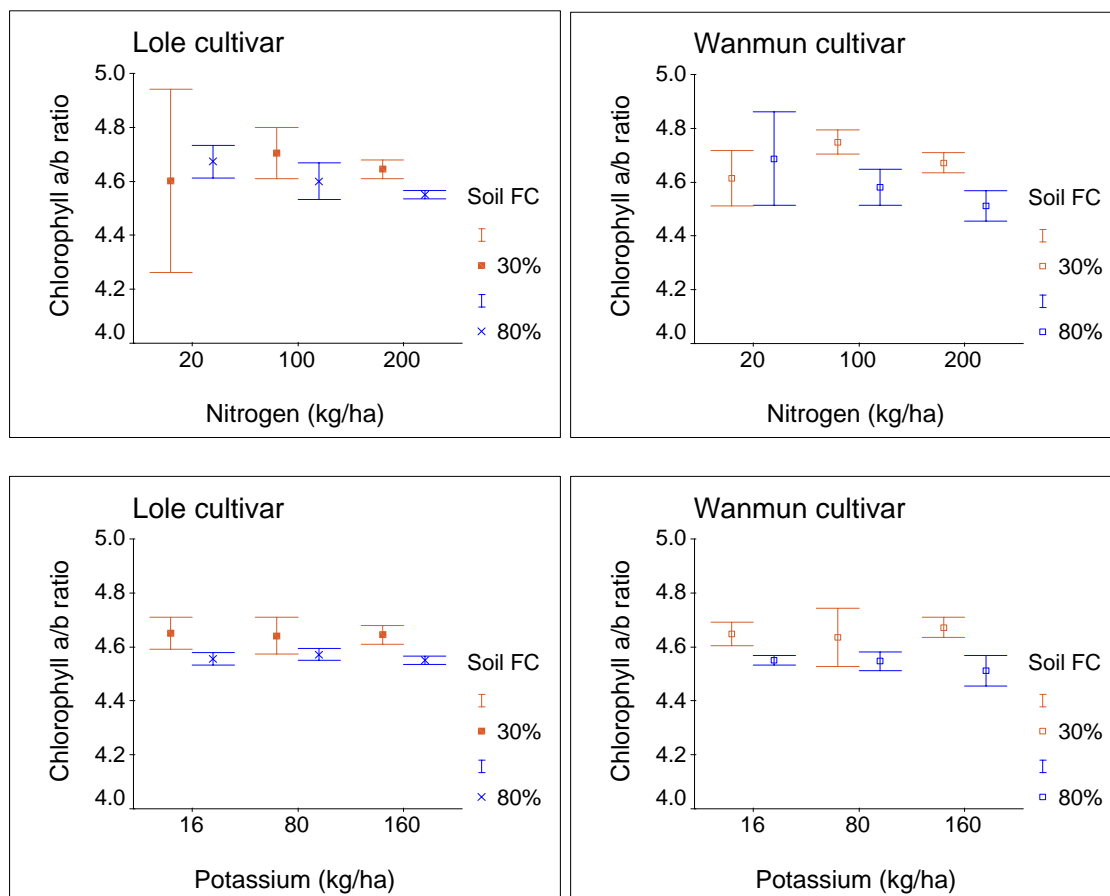 Lole cultivar
Chlorophyll a/b ratio
5.0
4.8
4.6
4.4
4.2
4.0
20 100 200
Nitrogen (kg/ha)
Soil FC
30%
80%
Wanmun cultivar
Chlorophyll a/b ratio
5.0
4.8
4.6
4.4
4.2
4.0
20 100 200
Nitrogen (kg/ha)
Soil FC
30%
80%
Lole cultivar
Chlorophyll a/b ratio
5.0
4.8
4.6
4.4
4.2
4.0
16 80 160
Potassium (kg/ha)
Soil FC
30%
80%
Wanmun cultivar
Chlorophyll a/b ratio
5.0
4.8
4.6
4.4
4.2
4.0
16 80 160
Potassium (kg/ha)
Soil FC
30%
80%